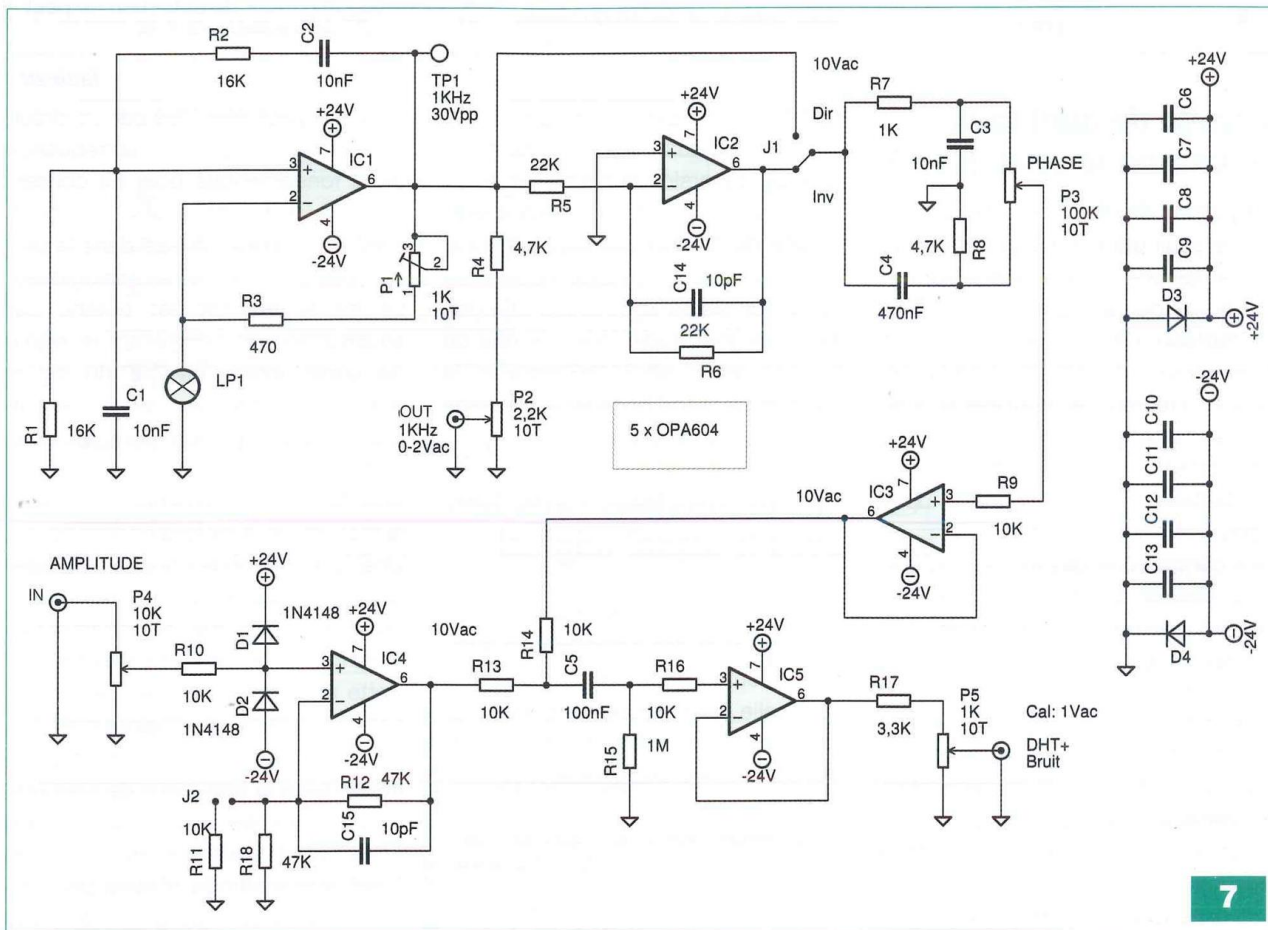 R2
16K
C2
10nF
TP1
1KHz
30Vpp
+24V
7
3
2
IC1
6
4
-24V
R1
16K
C1
10nF
LP1
R3
470
P1
3
2
1
1K
10T
R4
4,7K
22K
R5
+24V
7
3
2
IC2
6
4
-24V
C14
10pF
22K
R6
J1
10Vac
Dir
Inv
R7
1K
C3
10nF
4,7K
R8
C4
470nF
PHASE
P3
100K
10T
OUT
1KHz
0-2Vac
P2
2,2K
10T
5 x OPA604
+24V
C6
C7
C8
C9
D3
+24V
-24V
C10
C11
C12
C13
D4
-24V
10Vac
+24V
7
IC3
6
3
2
4
-24V
R9
10K
AMPLITUDE
IN
P4
10K
10T
R10
10K
+24V
D1
1N4148
D2
1N4148
-24V
+24V
7
3
2
IC4
6
4
-24V
J2
10K
R11
R18
47K
R12
47K
C15
10pF
10Vac
R13
10K
R14
10K
C5
100nF
R16
10K
R15
1M
+24V
7
3
2
IC5
6
4
-24V
R17
3,3K
P5
1K
10T
Cal: 1Vac
DHT+
Bruit
7